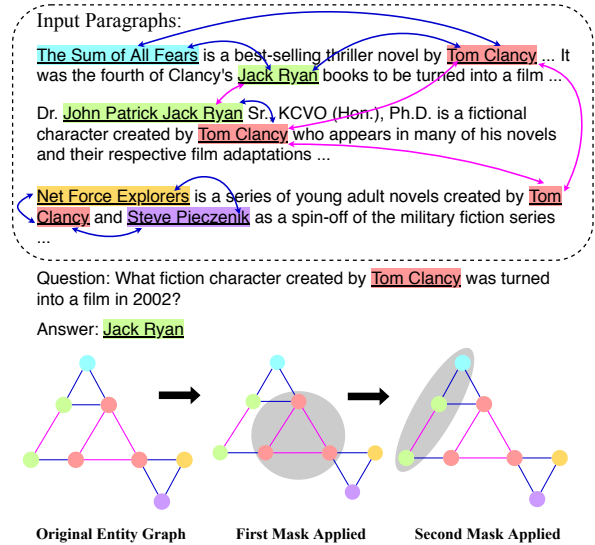 Input Paragraphs:
The Sum of All Fears is a best-selling thriller novel by Tom Clancy ... It
was the fourth of Clancy's Jack Ryan books to be turned into a film ...
Dr. John Patrick Jack Ryan Sr., KCVO (Hon.), Ph.D. is a fictional
character created by Tom Clancy who appears in many of his novels
and their respective film adaptations ...
Net Force Explorers is a series of young adult novels created by Tom
Clancy and Steve Pieczenik as a spin-off of the military fiction series
...
Question: What fiction character created by Tom Clancy was turned
into a film in 2002?
Answer: Jack Ryan
Original Entity Graph First Mask Applied Second Mask Applied